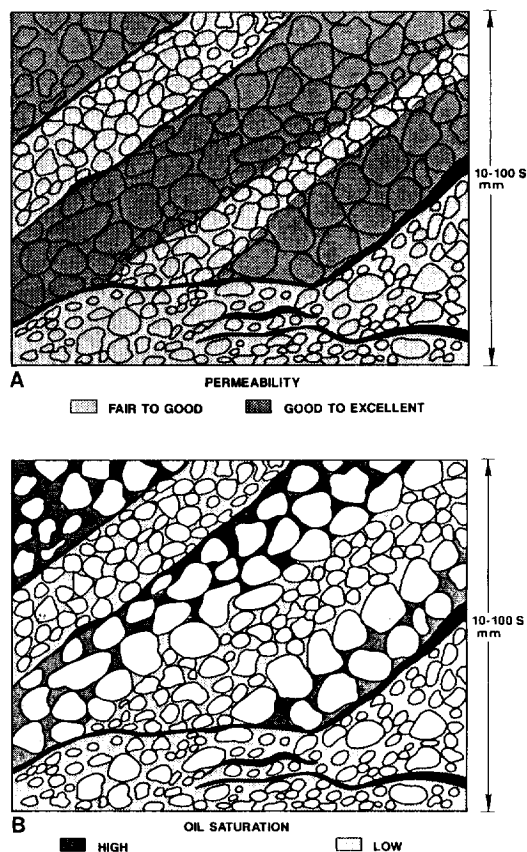 10-100 S
mm
A
PERMEABILITY
FAIR TO GOOD
GOOD TO EXCELLENT
10-100 S
mm
B
OIL SATURATION
HIGH
LOW